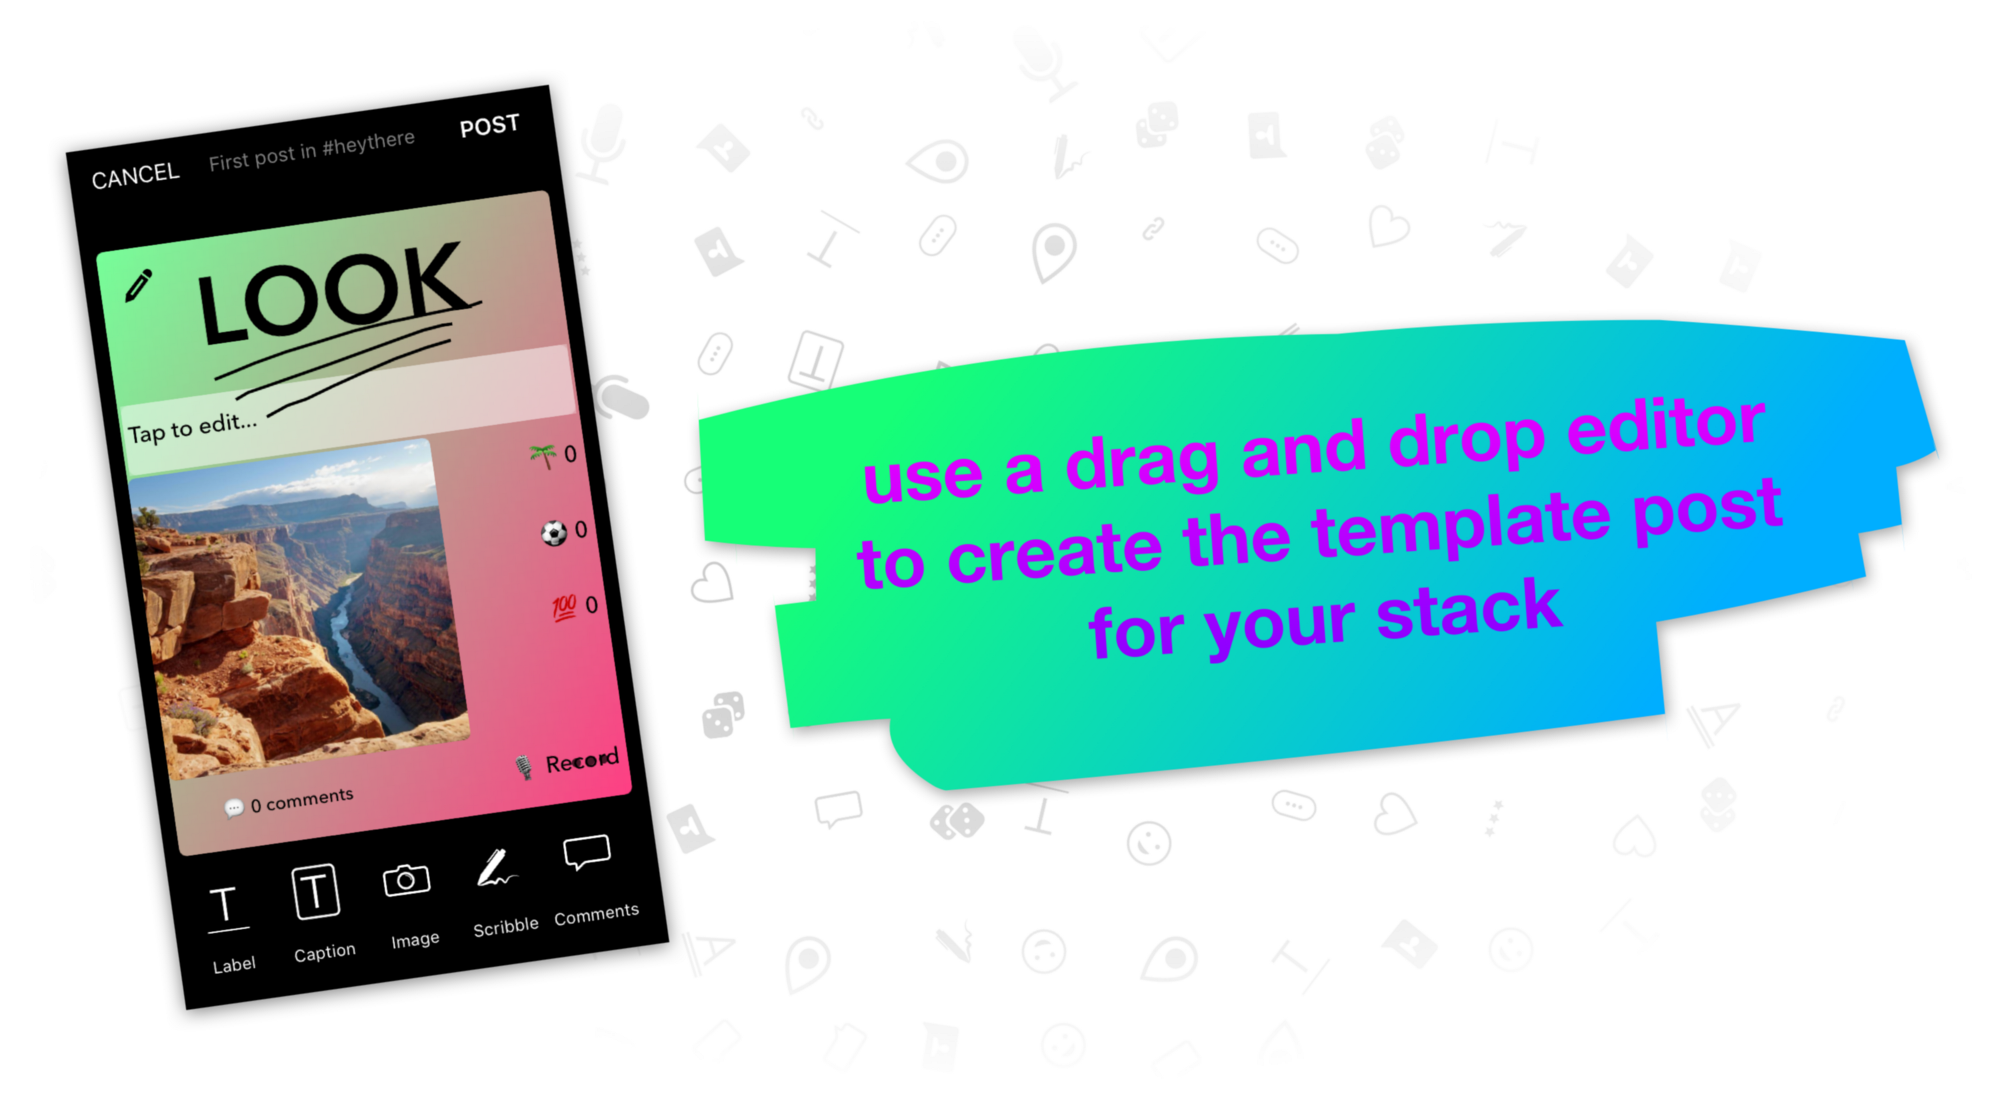 CANCEL
First post in #heythere
POST
LOOK
Tap to edit...
0
0
💯 0
Record
0 comments
T
T
Label
Caption
Image
Scribble
Comments
use a drag and drop editor
to create the template post
for your stack